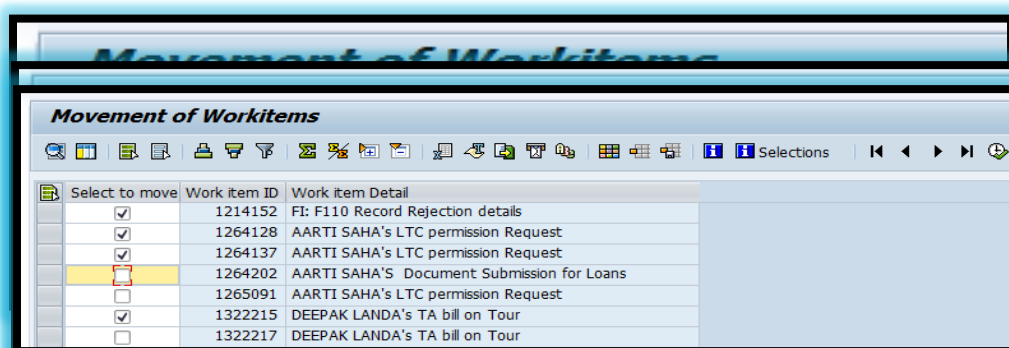 Movement of Workitems
Movement of Workitems
Selections
Select to move Work item ID Work item Detail
1214152 FI: F110 Record Rejection details
1264128 AARTI SAHA's LTC permission Request
1264137 AARTI SAHA's LTC permission Request
1264202 AARTI SAHA'S Document Submission for Loans
1265091 AARTI SAHA's LTC permission Request
1322215 DEEPAK LANDA's TA bill on Tour
1322217 DEEPAK LANDA's TA bill on Tour